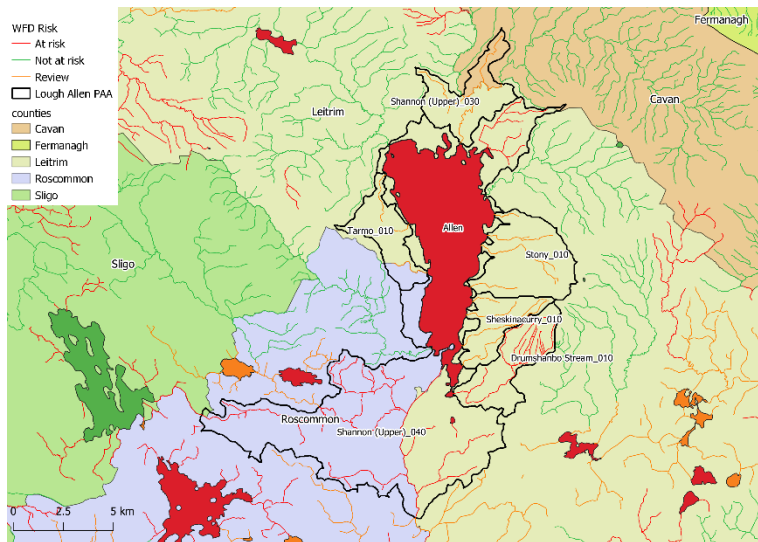 WFD Risk
At risk
Not at risk
Review
Lough Allen PAA
counties
Cavan
Fermanagh
Leitrim
Roscommon
Sligo
Fermanagh
Leitrim
Shannon (Upper)_030
Cavan
Tarmo_010
Allen
Stony_010
Sligo
Sheskinacurry_010
Drumshanbo Stream_010
Roscommon
Shannon (Upper)_040
0 2.5 5 km